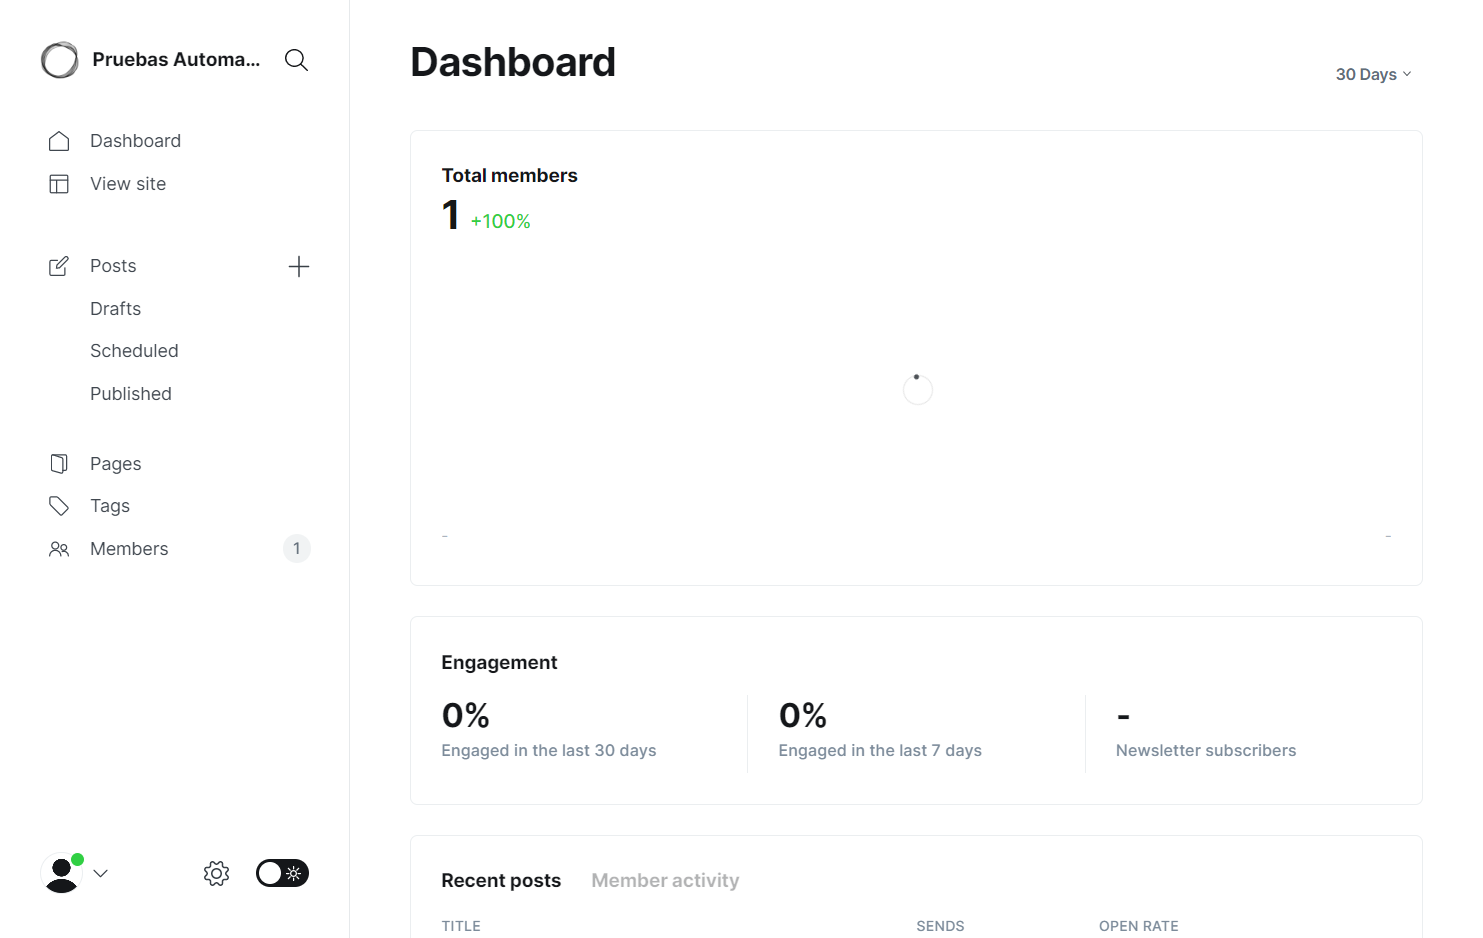 Pruebas Automa...
Dashboard
View site
Posts
Drafts
Scheduled
Published
Pages
Tags
Members 1
Dashboard
30 Days
Total members
1 +100%
- -
Engagement
0% 0% -
Engaged in the last 30 days Engaged in the last 7 days Newsletter subscribers
Recent posts Member activity
TITLE SENDS OPEN RATE